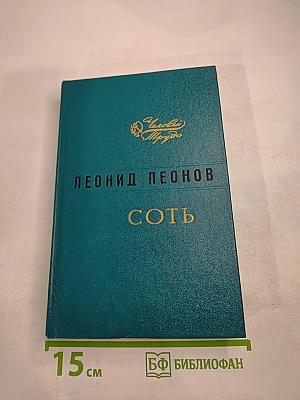 Человек
Труда
ЛЕОНИД ЛЕОНОВ
СОТЬ
15 см
БФ БИБЛИОФАН